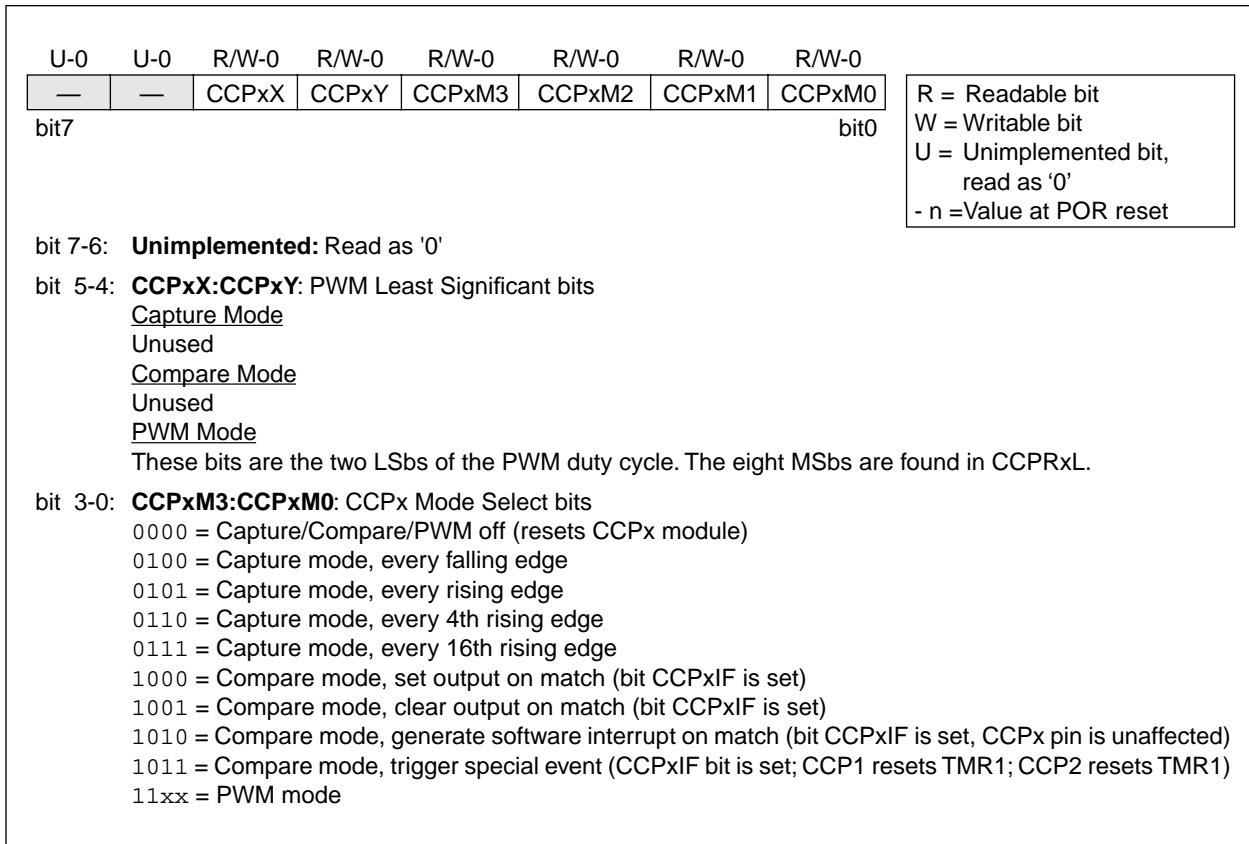 U-0 U-0 R/W-0 R/W-0 R/W-0 R/W-0 R/W-0 R/W-0
— — CCPxX CCPxY CCPxM3 CCPxM2 CCPxM1 CCPxM0
bit7 bit0
R = Readable bit
W = Writable bit
U = Unimplemented bit,
read as ‘0’
- n =Value at POR reset
bit 7-6: Unimplemented: Read as '0'
bit 5-4: CCPxX:CCPxY: PWM Least Significant bits
Capture Mode
Unused
Compare Mode
Unused
PWM Mode
These bits are the two LSbs of the PWM duty cycle. The eight MSbs are found in CCPRxL.
bit 3-0: CCPxM3:CCPxM0: CCPx Mode Select bits
0000 = Capture/Compare/PWM off (resets CCPx module)
0100 = Capture mode, every falling edge
0101 = Capture mode, every rising edge
0110 = Capture mode, every 4th rising edge
0111 = Capture mode, every 16th rising edge
1000 = Compare mode, set output on match (bit CCPxIF is set)
1001 = Compare mode, clear output on match (bit CCPxIF is set)
1010 = Compare mode, generate software interrupt on match (bit CCPxIF is set, CCPx pin is unaffected)
1011 = Compare mode, trigger special event (CCPxIF bit is set; CCP1 resets TMR1; CCP2 resets TMR1)
11xx = PWM mode